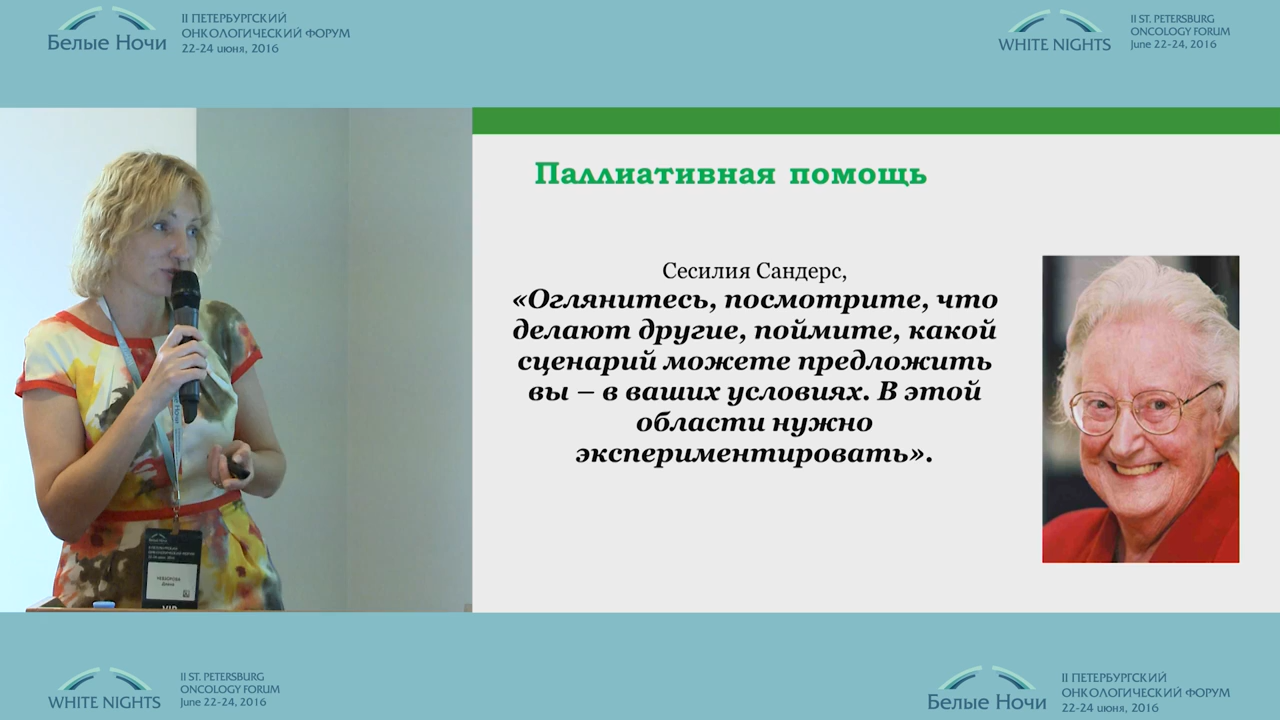 Белые Ночи
II ПЕТЕРБУРГСКИЙ
ОНКОЛОГИЧЕСКИЙ ФОРУМ
22-24 июня, 2016
WHITE NIGHTS
II ST. PETERSBURG
ONCOLOGY FORUM
June 22-24, 2016
Паллиативная помощь
Сесилия Сандерс,
«Оглянитесь, посмотрите, что
делают другие, поймите, какой
сценарий можете предложить
вы – в ваших условиях. В этой
области нужно
экспериментировать».
VIP
WHITE NIGHTS
II ST. PETERSBURG
ONCOLOGY FORUM
June 22-24, 2016
Белые Ночи
II ПЕТЕРБУРГСКИЙ
ОНКОЛОГИЧЕСКИЙ ФОРУМ
22-24 июня, 2016